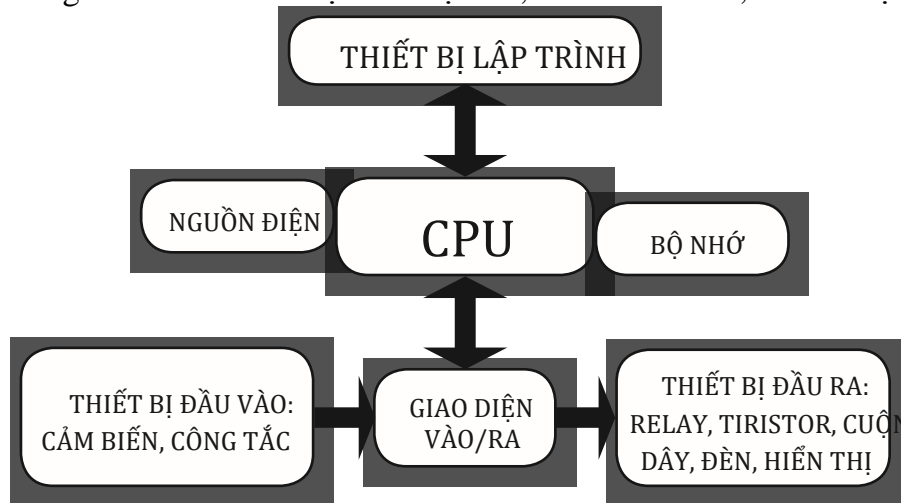 THIẾT BỊ LẬP TRÌNH
NGUỒN ĐIỆN
CPU
BỘ NHỚ
THIẾT BỊ ĐẦU VÀO:
CẢM BIẾN, CÔNG TẮC
GIAO DIỆN
VÀO/RA
THIẾT BỊ ĐẦU RA:
RELAY, TIRISTOR, CUỘN
DÂY, ĐÈN, HIỂN THỊ